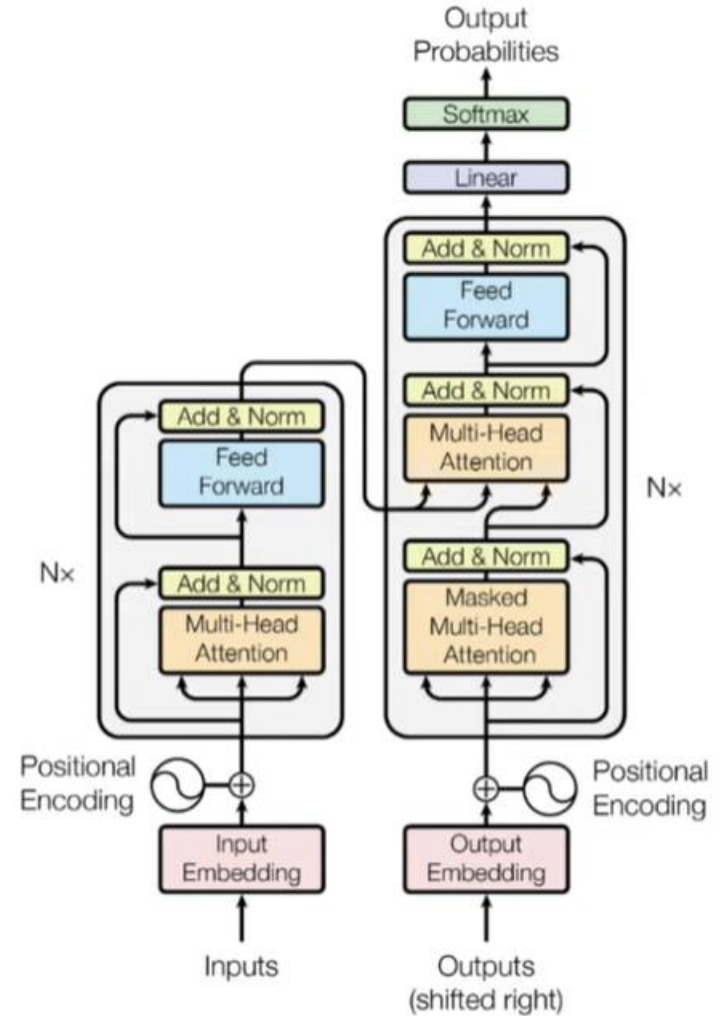 Output
Probabilities
Softmax
Linear
Add & Norm
Feed
Forward
Add & Norm
Multi-Head
Attention
Nx
Add & Norm
Masked
Multi-Head
Attention
Add & Norm
Feed
Forward
Nx
Add & Norm
Multi-Head
Attention
Positional
Encoding
Positional
Encoding
Input
Embedding
Output
Embedding
Inputs
Outputs
(shifted right)